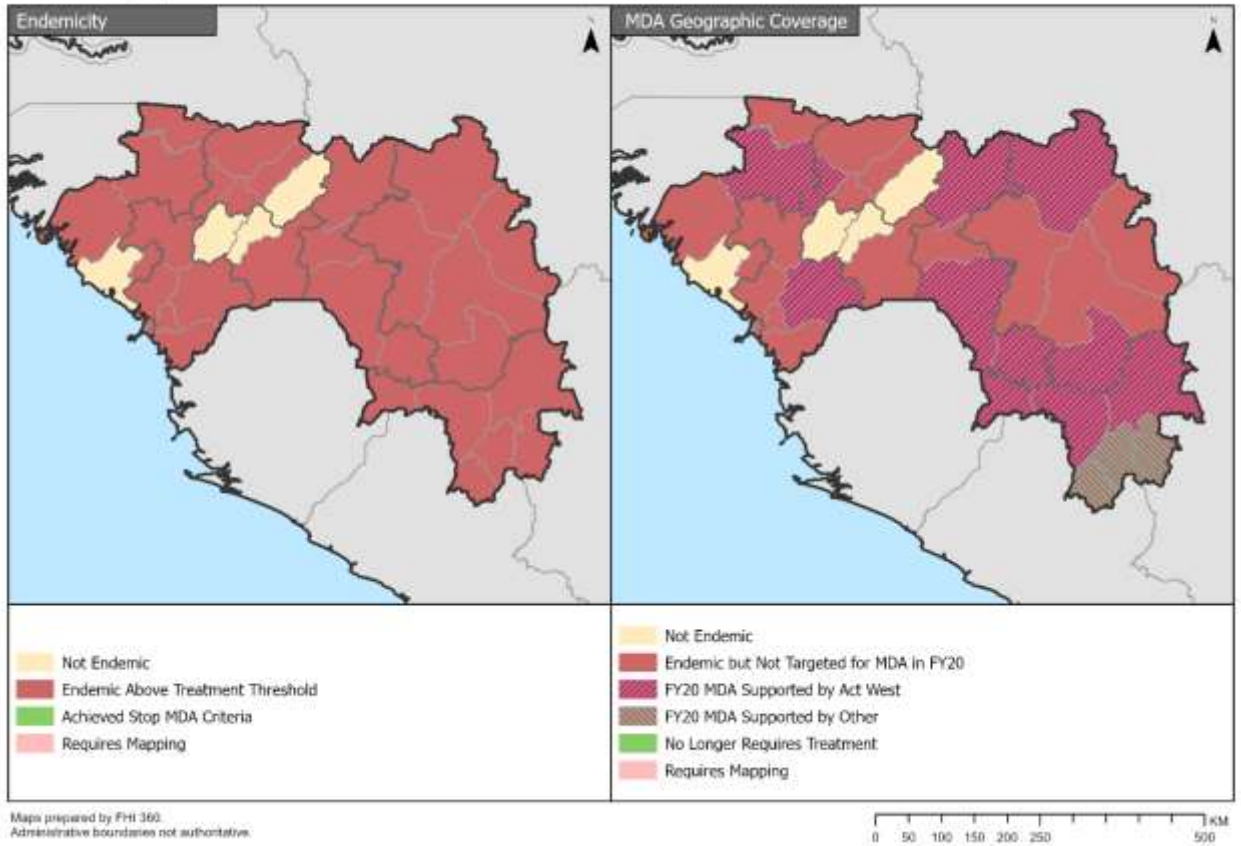 Endemicity
N
MDA Geographic Coverage
N
Not Endemic
Endemic Above Treatment Threshold
Achieved Stop MDA Criteria
Requires Mapping
Not Endemic
Endemic but Not Targeted for MDA in FY20
FY20 MDA Supported by Act West
FY20 MDA Supported by Other
No Longer Requires Treatment
Requires Mapping
Maps prepared by FHI 360.
Administrative boundaries not authoritative.
KM
0 50 100 150 200 250 500